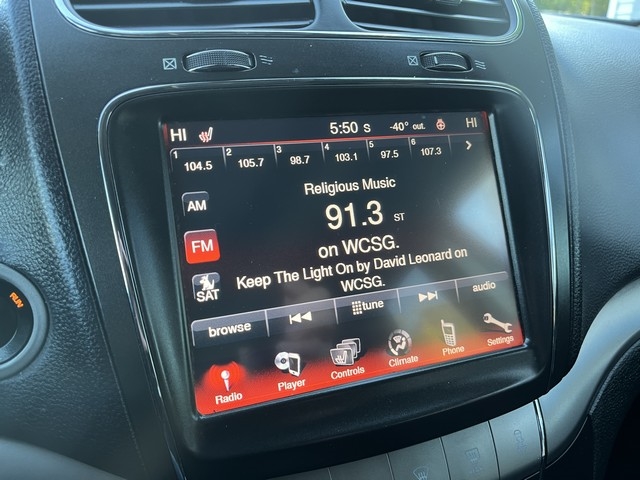 HI 5:50 S -40° out. HI
1 104.5 2 105.7 3 98.7 4 103.1 5 97.5 6 107.3
Religious Music
AM
91.3 ST
FM
on WCSG.
Keep The Light On by David Leonard on
WCSG.
SAT
browse tune audio
Radio Player Controls Climate Phone Settings
RUN